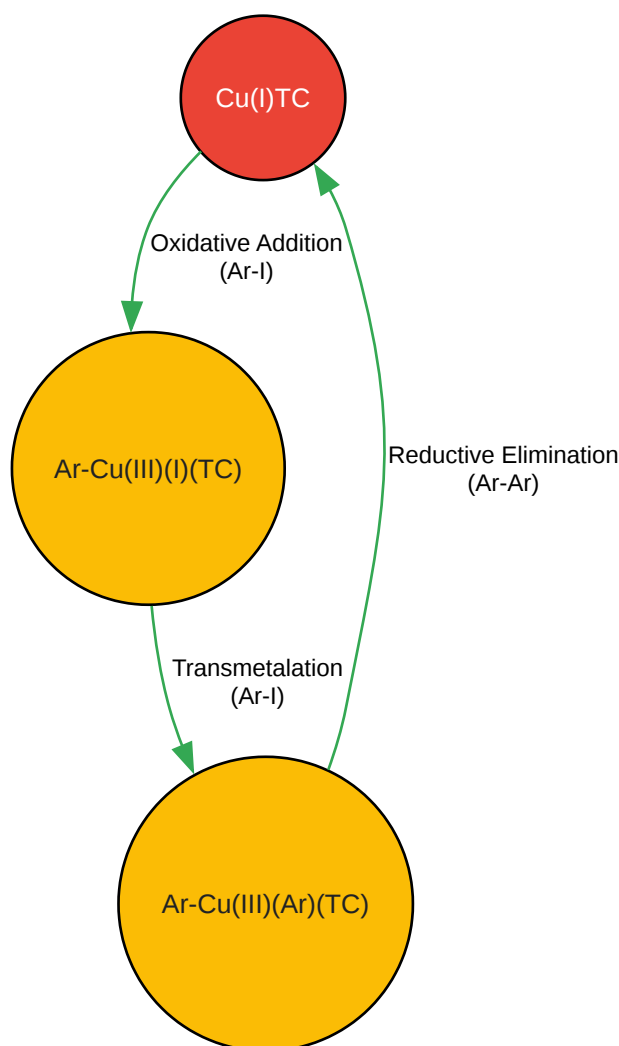 Cu(I)TC
Oxidative Addition
(Ar-I)
Ar-Cu(III)(I)(TC)
Reductive Elimination
(Ar-Ar)
Transmetalation
(Ar-I)
Ar-Cu(III)(Ar)(TC)